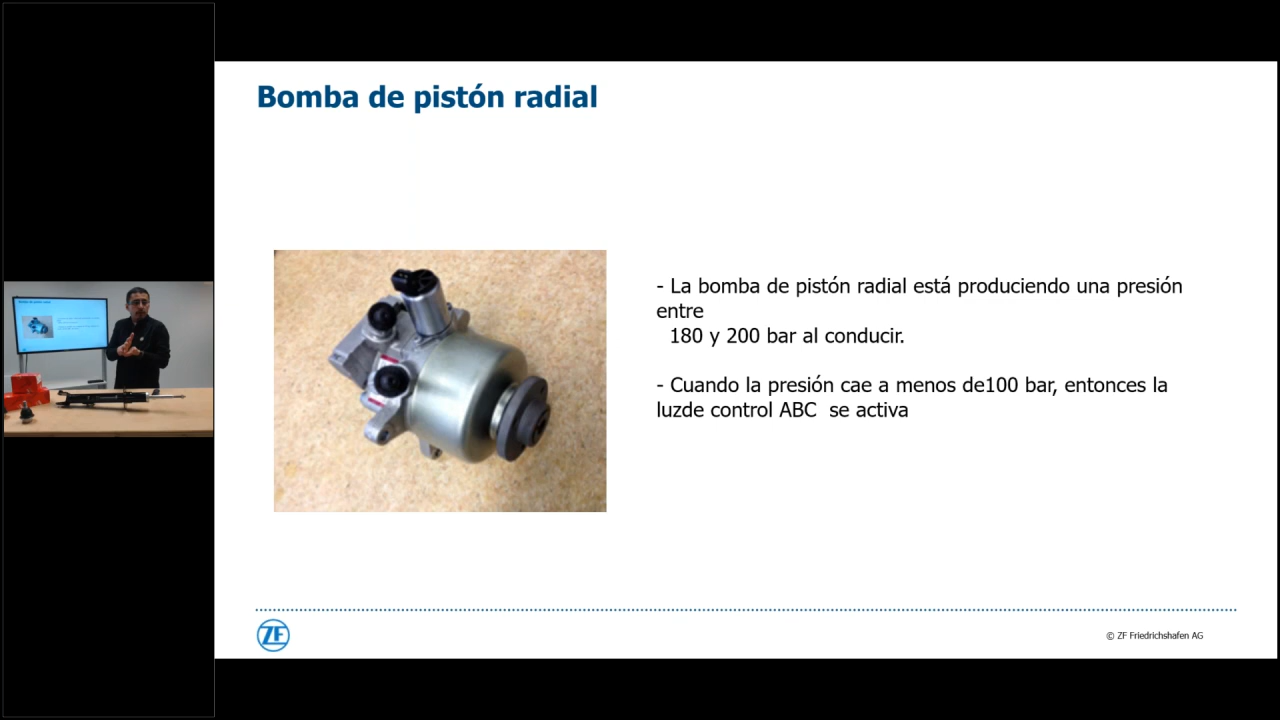 Bomba de pistón radial
- La bomba de pistón radial está produciendo una presión
entre
180 y 200 bar al conducir.
- Cuando la presión cae a menos de100 bar, entonces la
luzde control ABC  se activa
ZF
© ZF Friedrichshafen AG